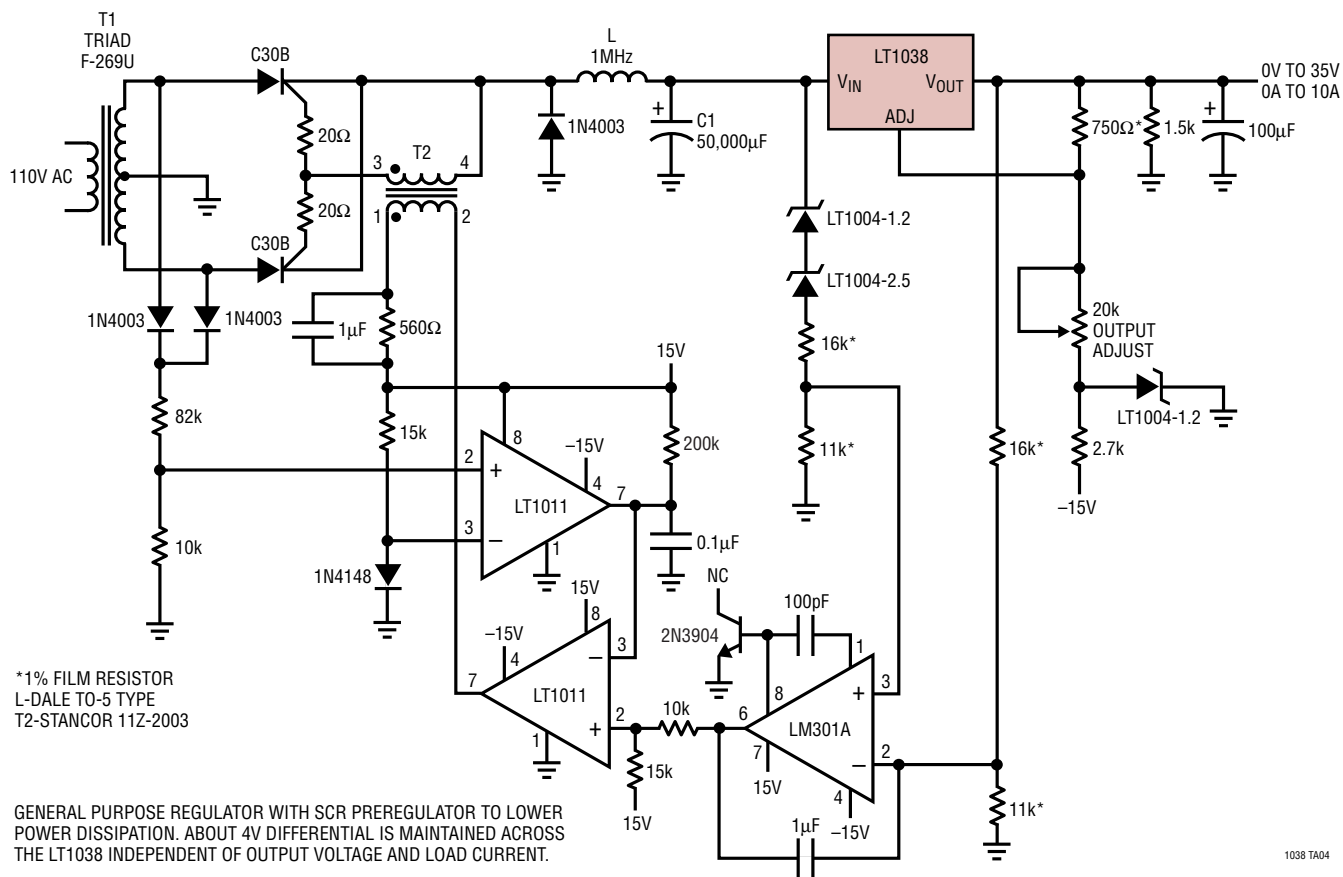 T1
TRIAD
F-269U
110V AC
C30B
20Ω
20Ω
C30B
3
T2
4
1
2
1N4003
L
1MHz
+
C1
50,000µF
LT1038
VIN
VOUT
ADJ
0V TO 35V
0A TO 10A
750Ω*
1.5k
+
100µF
LT1004-1.2
LT1004-2.5
16k*
11k*
20k
OUTPUT
ADJUST
LT1004-1.2
16k*
2.7k
–15V
1N4003
1N4003
1µF
560Ω
15V
82k
15k
200k
8
–15V
2
+
4
7
LT1011
3
–
1
10k
0.1µF
1N4148
15V
8
–15V
4
–
3
7
LT1011
+
2
1
10k
15k
15V
NC
2N3904
100pF
1
8
+
3
6
LM301A
7
15V
–
2
4
–15V
1µF
11k*
*1% FILM RESISTOR
L-DALE TO-5 TYPE
T2-STANCOR 11Z-2003
GENERAL PURPOSE REGULATOR WITH SCR PREREGULATOR TO LOWER
POWER DISSIPATION. ABOUT 4V DIFFERENTIAL IS MAINTAINED ACROSS
THE LT1038 INDEPENDENT OF OUTPUT VOLTAGE AND LOAD CURRENT.
1038 TA04